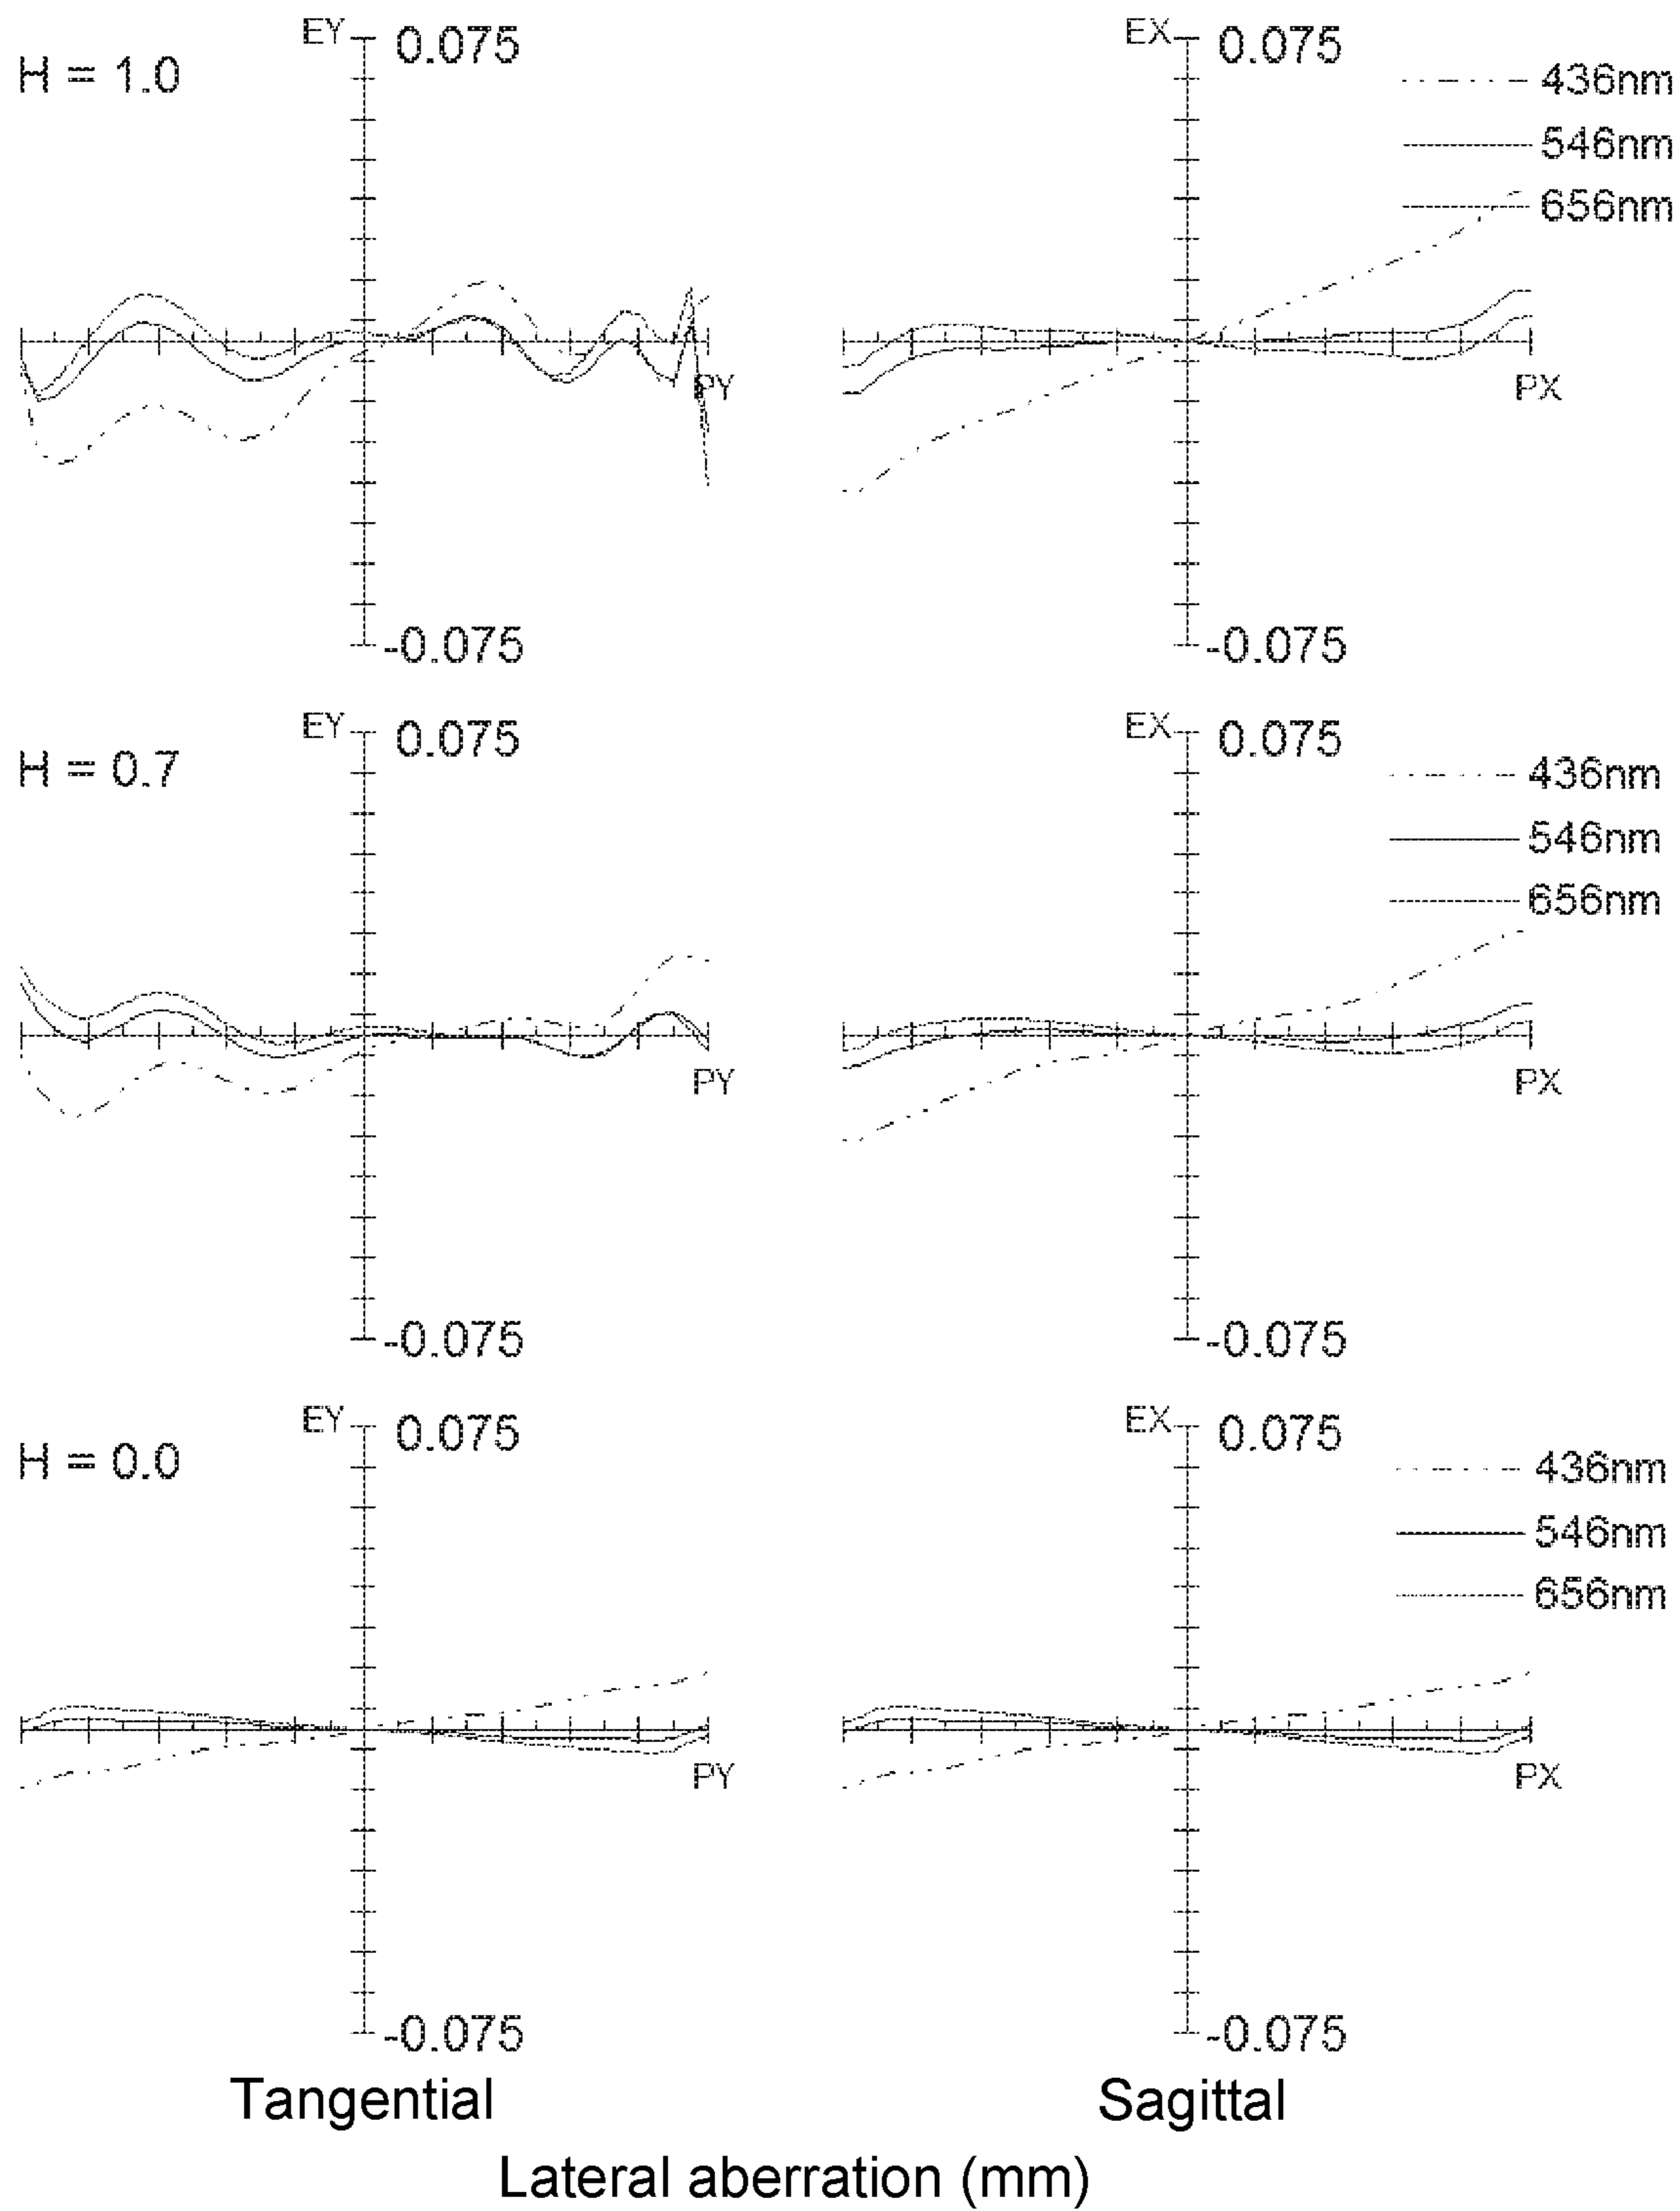 EY 0.075 EX 0.075
H = 1.0
436nm
546nm
656nm
PY PX
-0.075 -0.075
EY 0.075 EX 0.075
H = 0.7
436nm
546nm
656nm
PY PX
-0.075 -0.075
EY 0.075 EX 0.075
H = 0.0
436nm
546nm
656nm
PY PX
-0.075 -0.075
Tangential Sagittal
Lateral aberration (mm)